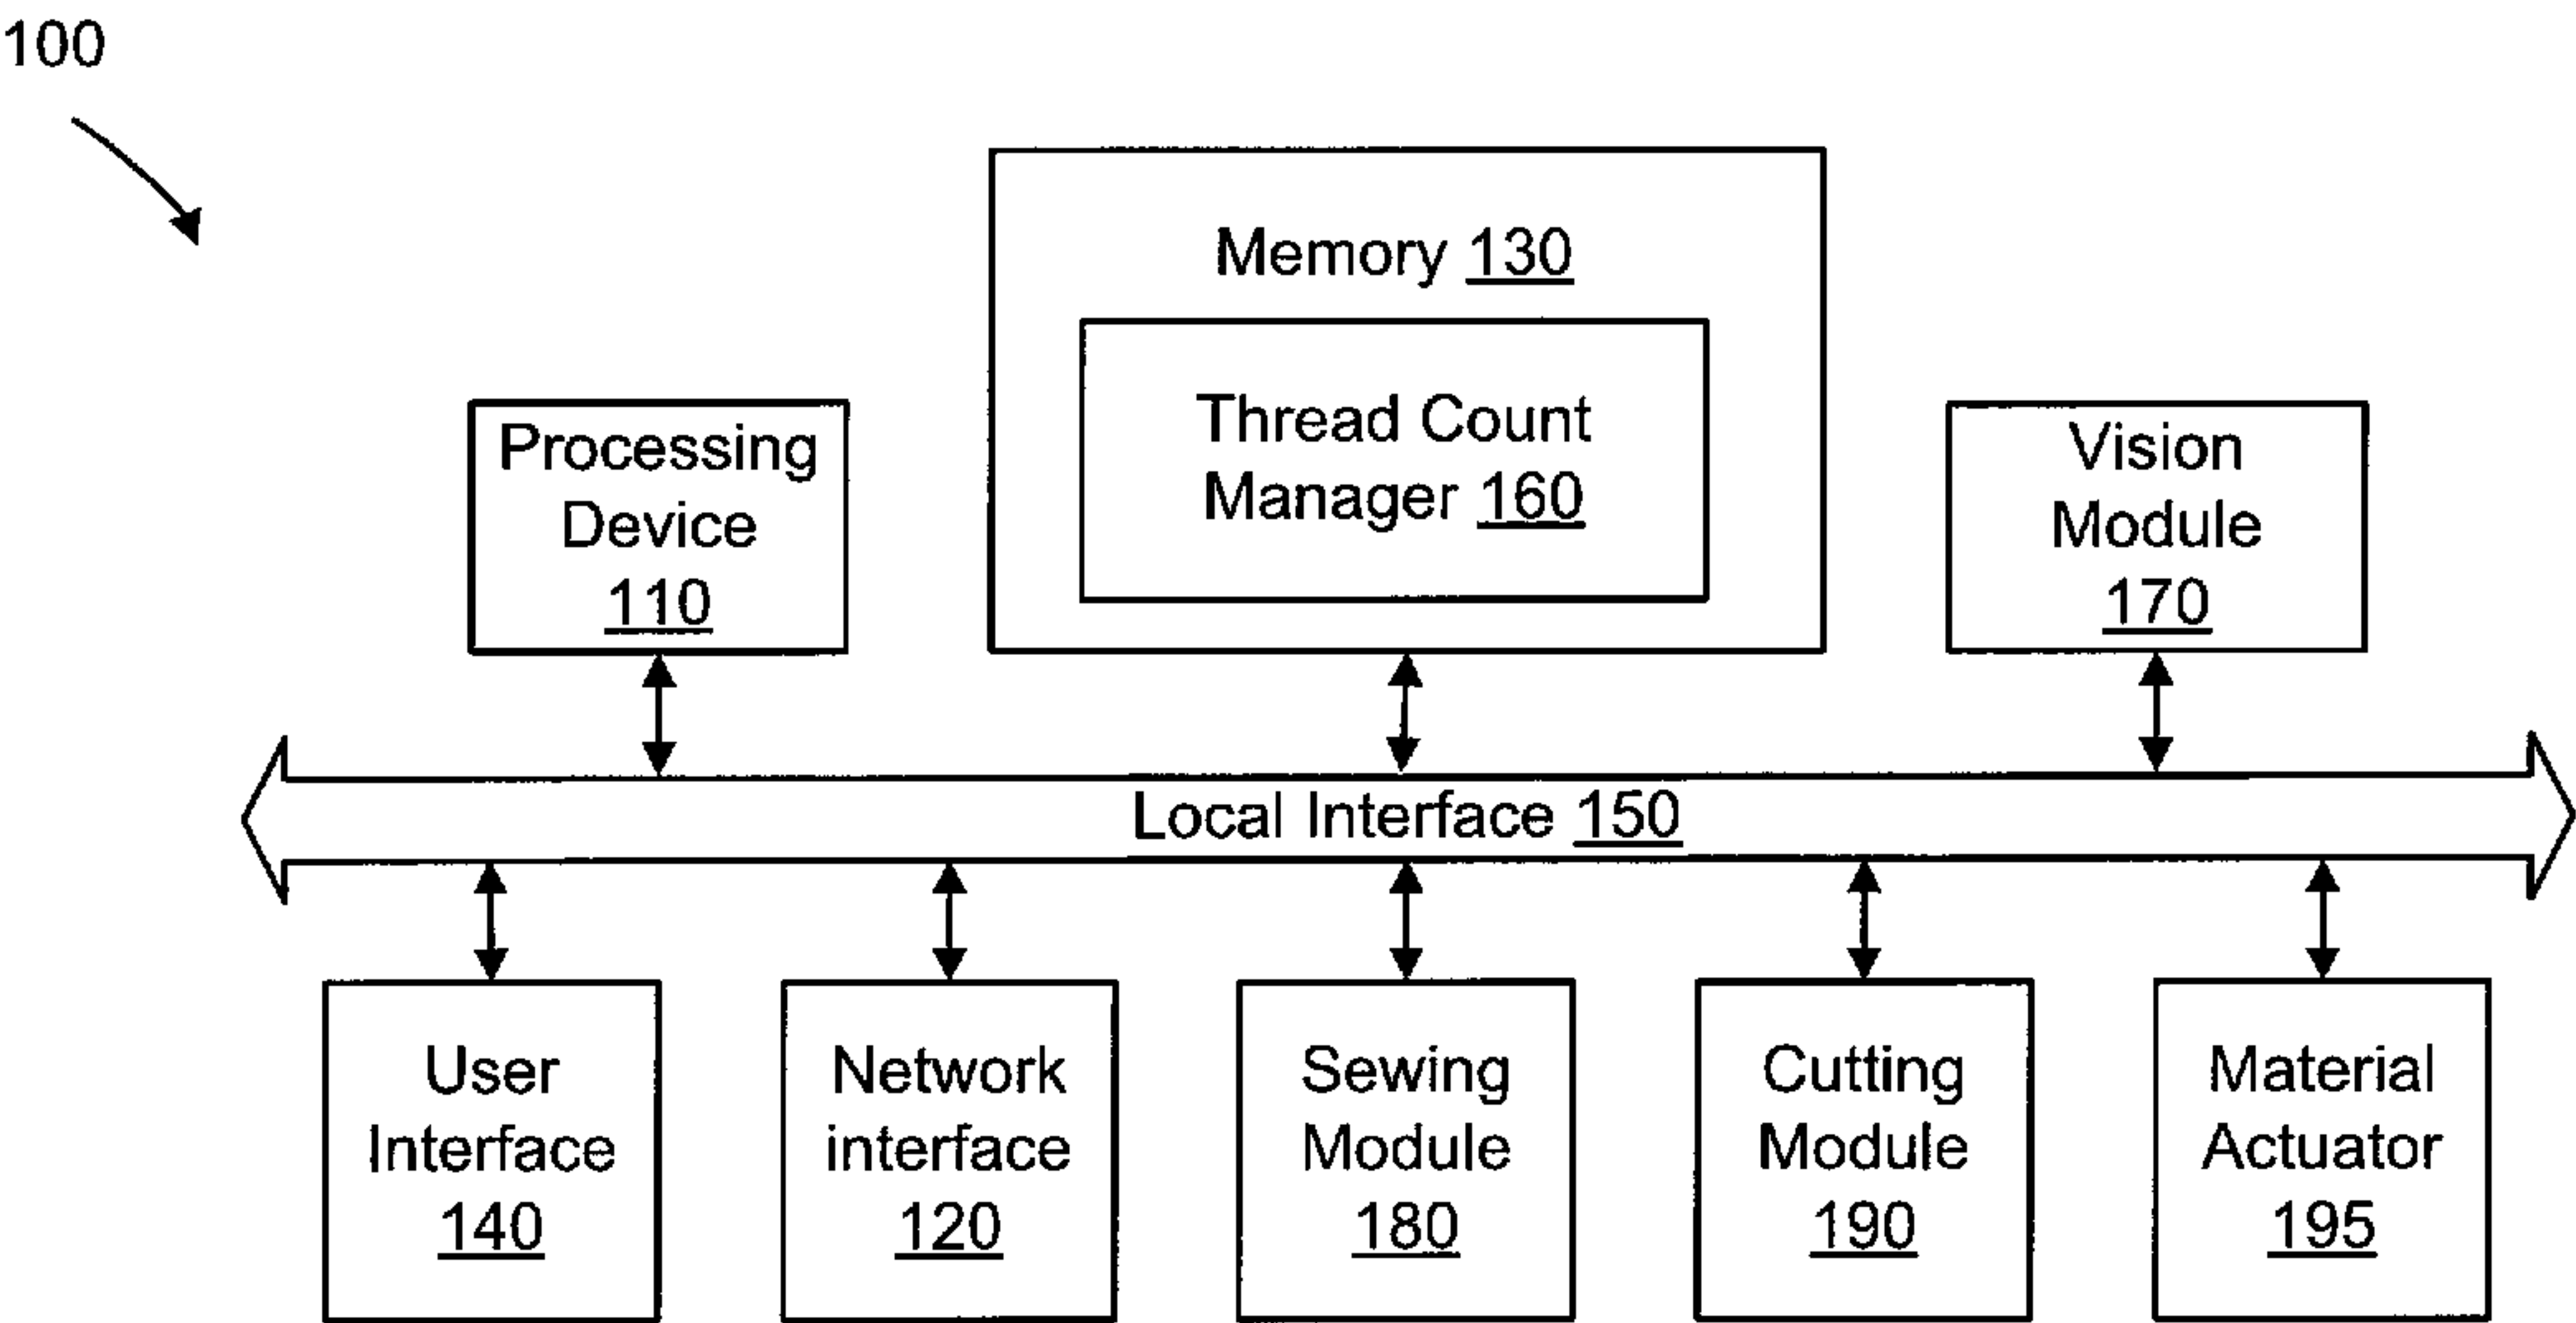 100
Memory 130
Thread Count
Manager 160
Processing
Device
110
Vision
Module
170
Local Interface 150
User
Interface
140
Network
interface
120
Sewing
Module
180
Cutting
Module
190
Material
Actuator
195